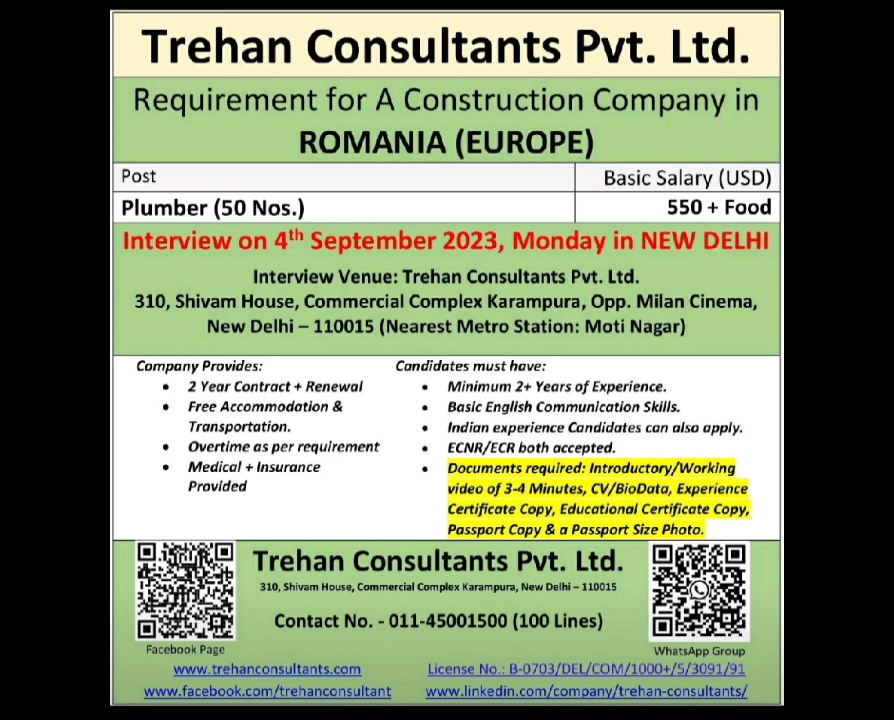 Trehan Consultants Pvt. Ltd.
Requirement for A Construction Company in
ROMANIA (EUROPE)
Post Basic Salary (USD)
Plumber (50 Nos.) 550 + Food
Interview on 4th September 2023, Monday in NEW DELHI
Interview Venue: Trehan Consultants Pvt. Ltd.
310, Shivam House, Commercial Complex Karampura, Opp. Milan Cinema,
New Delhi – 110015 (Nearest Metro Station: Moti Nagar)
Company Provides:
• 2 Year Contract + Renewal
• Free Accommodation &
Transportation.
• Overtime as per requirement
• Medical + Insurance
Provided
Candidates must have:
• Minimum 2+ Years of Experience.
• Basic English Communication Skills.
• Indian experience Candidates can also apply.
• ECNR/ECR both accepted.
• Documents required: Introductory/Working
video of 3-4 Minutes, CV/BioData, Experience
Certificate Copy, Educational Certificate Copy,
Passport Copy & a Passport Size Photo.
Trehan Consultants Pvt. Ltd.
310, Shivam House, Commercial Complex Karampura, New Delhi – 110015
Contact No. - 011-45001500 (100 Lines)
Facebook Page
WhatsApp Group
www.trehanconsultants.com
License No.: B-0703/DEL/COM/1000+/5/3091/91
www.facebook.com/trehanconsultant
www.linkedin.com/company/trehan-consultants/